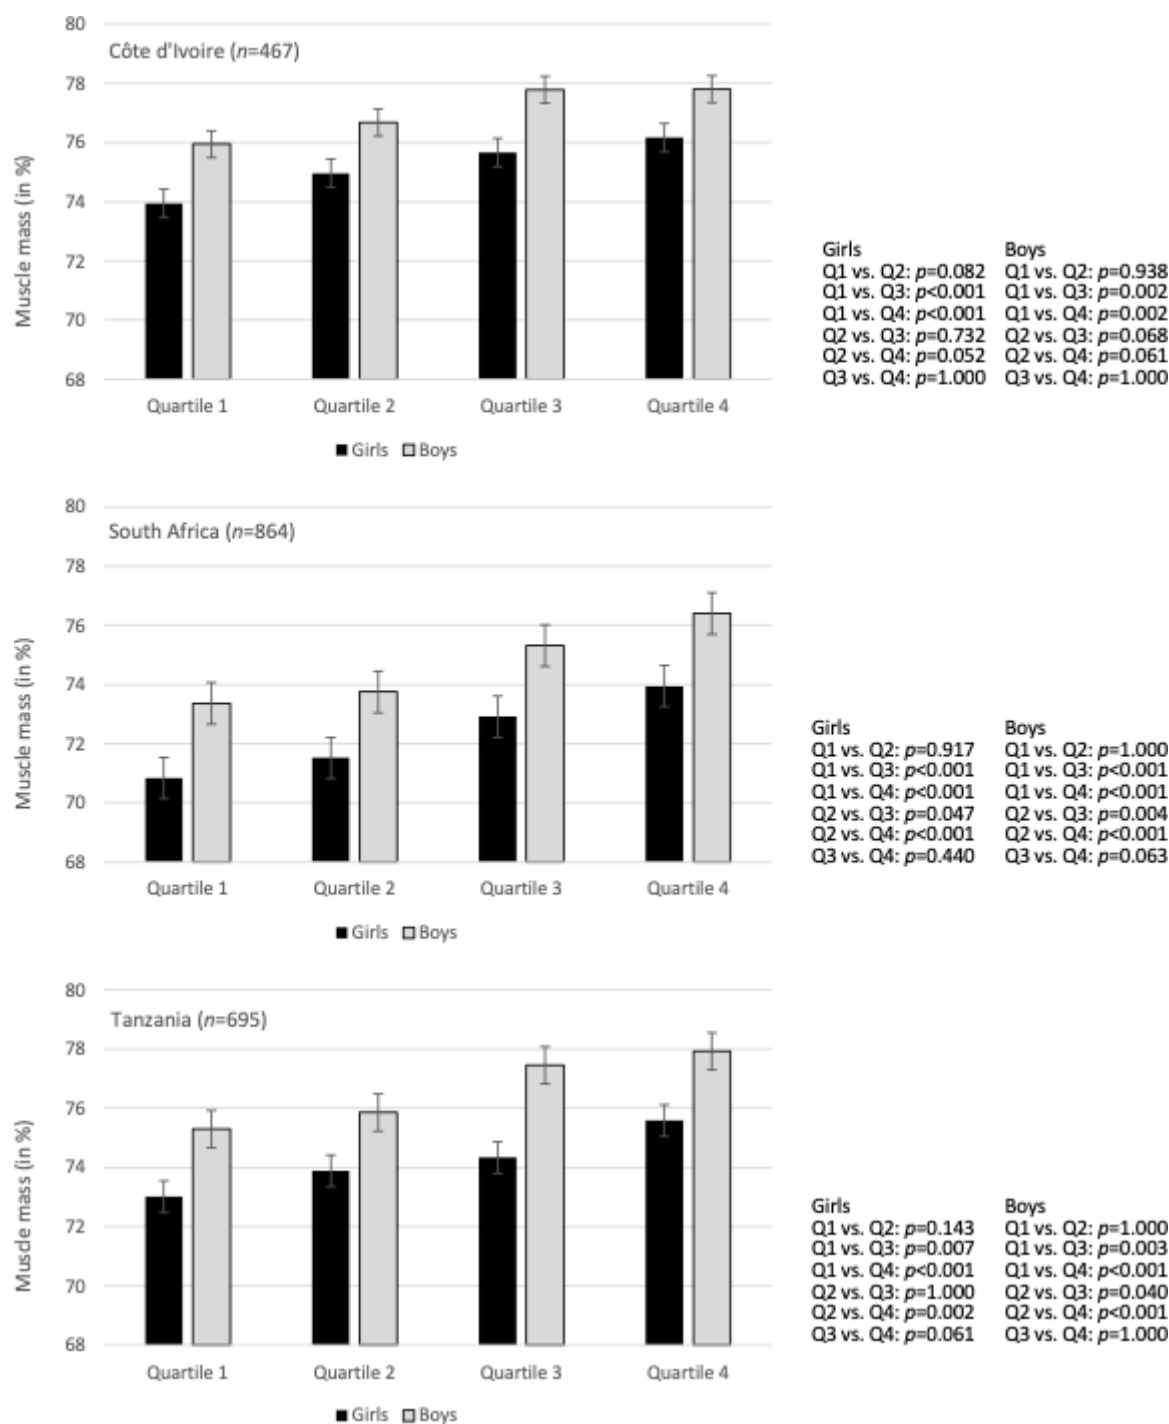 80
Côte d'Ivoire (n=467)
78
76
74
72
70
68
Muscle mass (in %)
Quartile 1 Quartile 2 Quartile 3 Quartile 4
Girls Boys
Girls Boys
Q1 vs. Q2: p=0.082 Q1 vs. Q2: p=0.938
Q1 vs. Q3: p<0.001 Q1 vs. Q3: p=0.002
Q1 vs. Q4: p<0.001 Q1 vs. Q4: p=0.002
Q2 vs. Q3: p=0.732 Q2 vs. Q3: p=0.068
Q2 vs. Q4: p=0.052 Q2 vs. Q4: p=0.061
Q3 vs. Q4: p=1.000 Q3 vs. Q4: p=1.000
80
South Africa (n=864)
78
76
74
72
70
68
Muscle mass (in %)
Quartile 1 Quartile 2 Quartile 3 Quartile 4
Girls Boys
Girls Boys
Q1 vs. Q2: p=0.917 Q1 vs. Q2: p=1.000
Q1 vs. Q3: p<0.001 Q1 vs. Q3: p<0.001
Q1 vs. Q4: p<0.001 Q1 vs. Q4: p<0.001
Q2 vs. Q3: p=0.047 Q2 vs. Q3: p=0.004
Q2 vs. Q4: p<0.001 Q2 vs. Q4: p<0.001
Q3 vs. Q4: p=0.440 Q3 vs. Q4: p=0.063
80
Tanzania (n=695)
78
76
74
72
70
68
Muscle mass (in %)
Quartile 1 Quartile 2 Quartile 3 Quartile 4
Girls Boys
Girls Boys
Q1 vs. Q2: p=0.143 Q1 vs. Q2: p=1.000
Q1 vs. Q3: p=0.007 Q1 vs. Q3: p=0.003
Q1 vs. Q4: p<0.001 Q1 vs. Q4: p<0.001
Q2 vs. Q3: p=1.000 Q2 vs. Q3: p=0.040
Q2 vs. Q4: p=0.002 Q2 vs. Q4: p<0.001
Q3 vs. Q4: p=0.061 Q3 vs. Q4: p=1.000